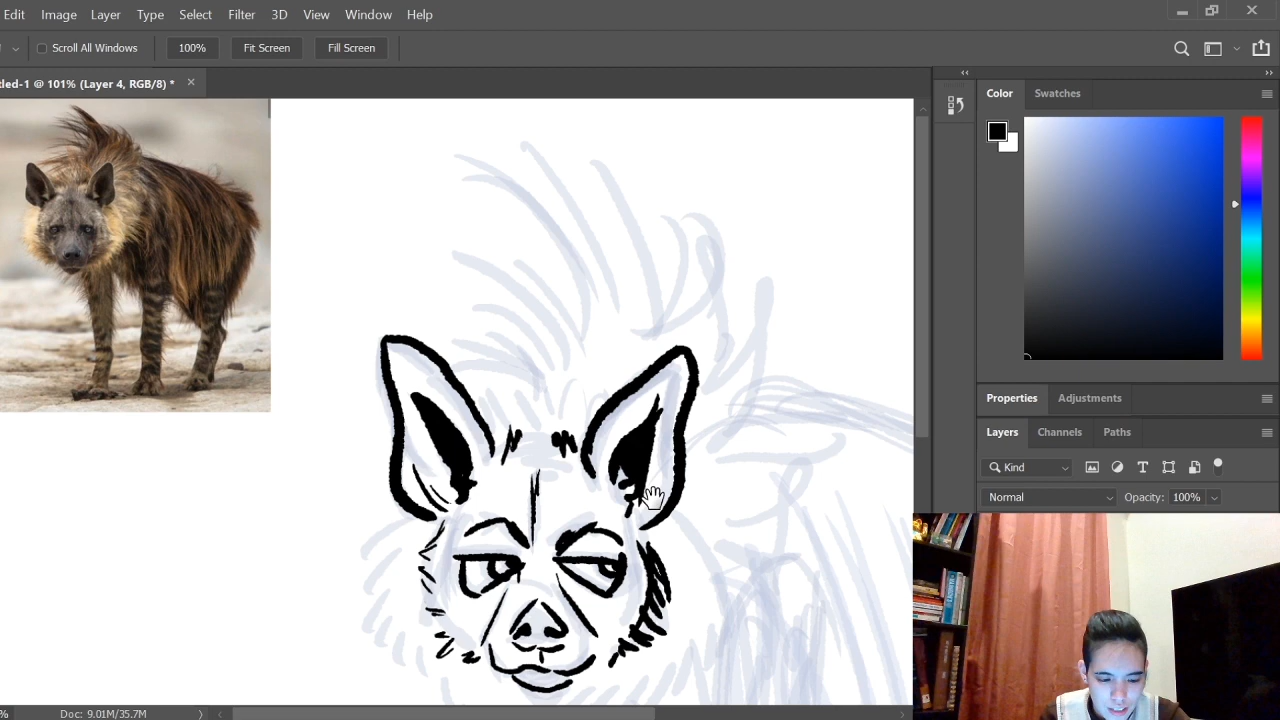 Edit Image Layer Type Select Filter 3D View Window Help
Scroll All Windows 100% Fit Screen Fill Screen
led-1 @ 101% (Layer 4, RGB/8) * ×
Color Swatches
Properties Adjustments
Layers Channels Paths
Kind
Normal Opacity: 100%
% Doc: 9.01M/35.7M